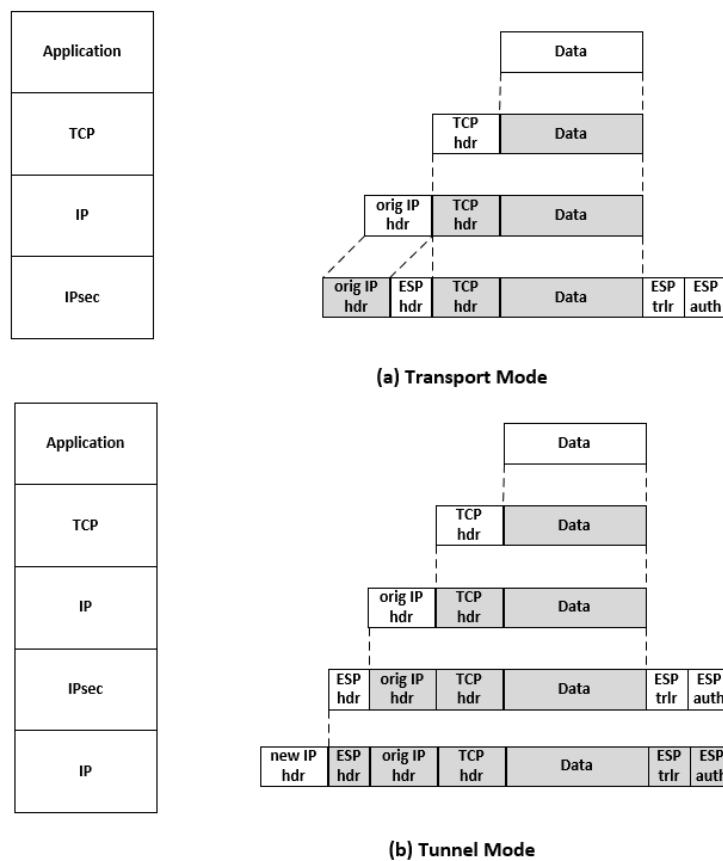 Application
Data
TCP
TCP
hdr
Data
IP
orig IP
hdr
TCP
hdr
Data
IPsec
orig IP
hdr
ESP
hdr
TCP
hdr
Data
ESP
trlr
ESP
auth
(a) Transport Mode
Application
Data
TCP
TCP
hdr
Data
IP
orig IP
hdr
TCP
hdr
Data
IPsec
ESP
hdr
orig IP
hdr
TCP
hdr
Data
ESP
trlr
ESP
auth
IP
new IP
hdr
ESP
hdr
orig IP
hdr
TCP
hdr
Data
ESP
trlr
ESP
auth
(b) Tunnel Mode